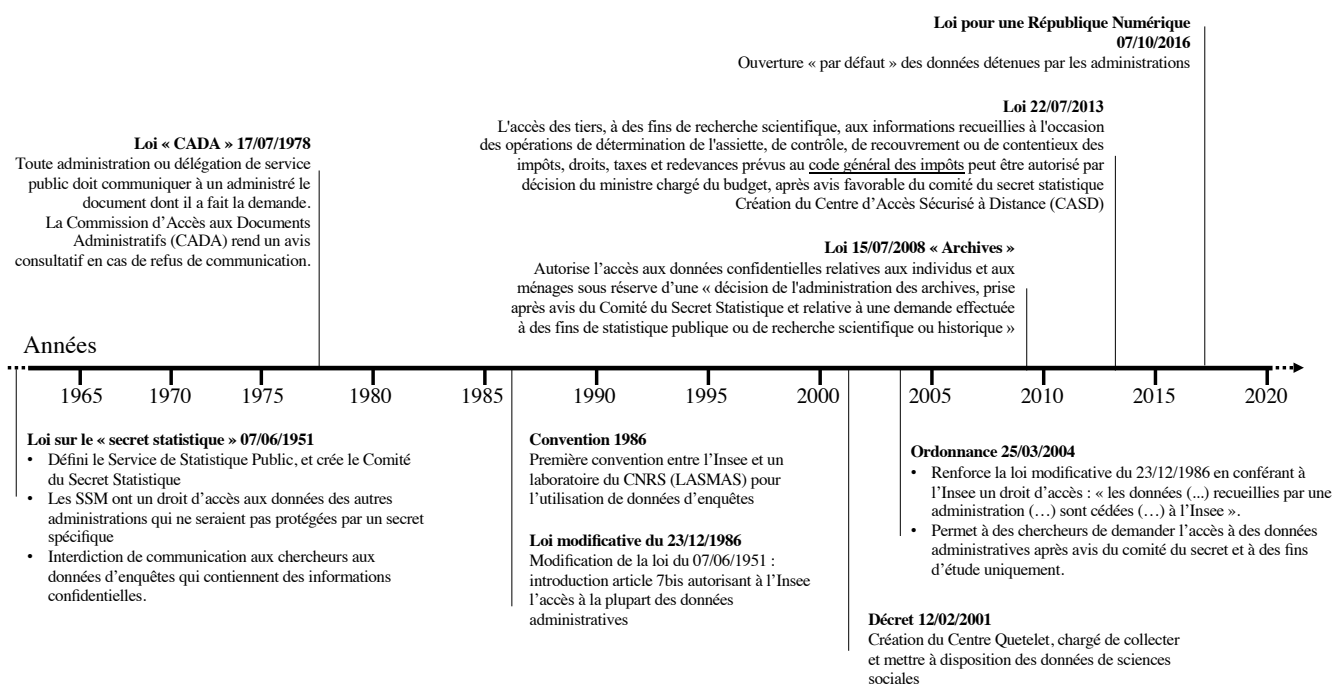 Loi pour une République Numérique
07/10/2016
Ouverture « par défaut » des données détenues par les administrations
Loi 22/07/2013
L'accès des tiers, à des fins de recherche scientifique, aux informations recueillies à l'occasion
des opérations de détermination de l'assiette, de contrôle, de recouvrement ou de contentieux des
impôts, droits, taxes et redevances prévus au code général des impôts peut être autorisé par
décision du ministre chargé du budget, après avis favorable du comité du secret statistique
Création du Centre d'Accès Sécurisé à Distance (CASD)
Loi « CADA » 17/07/1978
Toute administration ou délégation de service
public doit communiquer à un administré le
document dont il a fait la demande.
La Commission d'Accès aux Documents
Administratifs (CADA) rend un avis
consultatif en cas de refus de communication.
Loi 15/07/2008 « Archives »
Autorise l'accès aux données confidentielles relatives aux individus et aux
ménages sous réserve d'une « décision de l'administration des archives, prise
après avis du Comité du Secret Statistique et relative à une demande effectuée
à des fins de statistique publique ou de recherche scientifique ou historique »
Années
1965 1970 1975 1980 1985 1990 1995 2000 2005 2010 2015 2020
Loi sur le « secret statistique » 07/06/1951
• Défini le Service de Statistique Public, et crée le Comité
du Secret Statistique
• Les SSM ont un droit d'accès aux données des autres
administrations qui ne seraient pas protégées par un secret
spécifique
• Interdiction de communication aux chercheurs aux
données d'enquêtes qui contiennent des informations
confidentielles.
Convention 1986
Première convention entre l'Insee et un
laboratoire du CNRS (LASMAS) pour
l'utilisation de données d'enquêtes
Loi modificative du 23/12/1986
Modification de la loi du 07/06/1951 :
introduction article 7bis autorisant à l'Insee
l'accès à la plupart des données
administratives
Ordonnance 25/03/2004
• Renforce la loi modificative du 23/12/1986 en conférant à
l'Insee un droit d'accès : « les données (...) recueillies par une
administration (…) sont cédées (…) à l'Insee ».
• Permet à des chercheurs de demander l'accès à des données
administratives après avis du comité du secret et à des fins
d'étude uniquement.
Décret 12/02/2001
Création du Centre Quetelet, chargé de collecter
et mettre à disposition des données de sciences
sociales